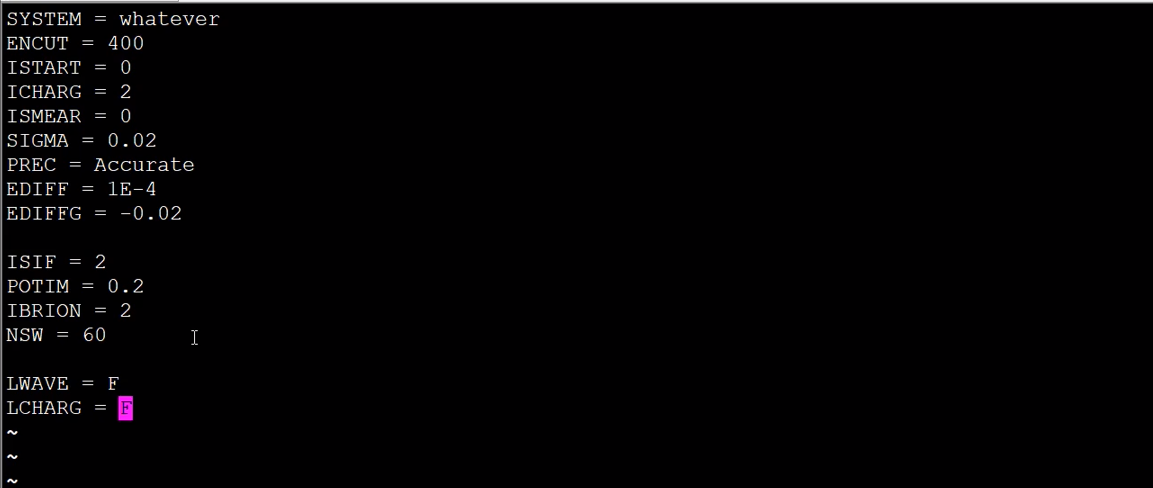 SYSTEM = whatever
ENCUT = 400
ISTART = 0
ICHARG = 2
ISMEAR = 0
SIGMA = 0.02
PREC = Accurate
EDIFF = 1E-4
EDIFFG = -0.02
ISIF = 2
POTIM = 0.2
IBRION = 2
NSW = 60
LWAVE = F
LCHARG = F
~
~
~